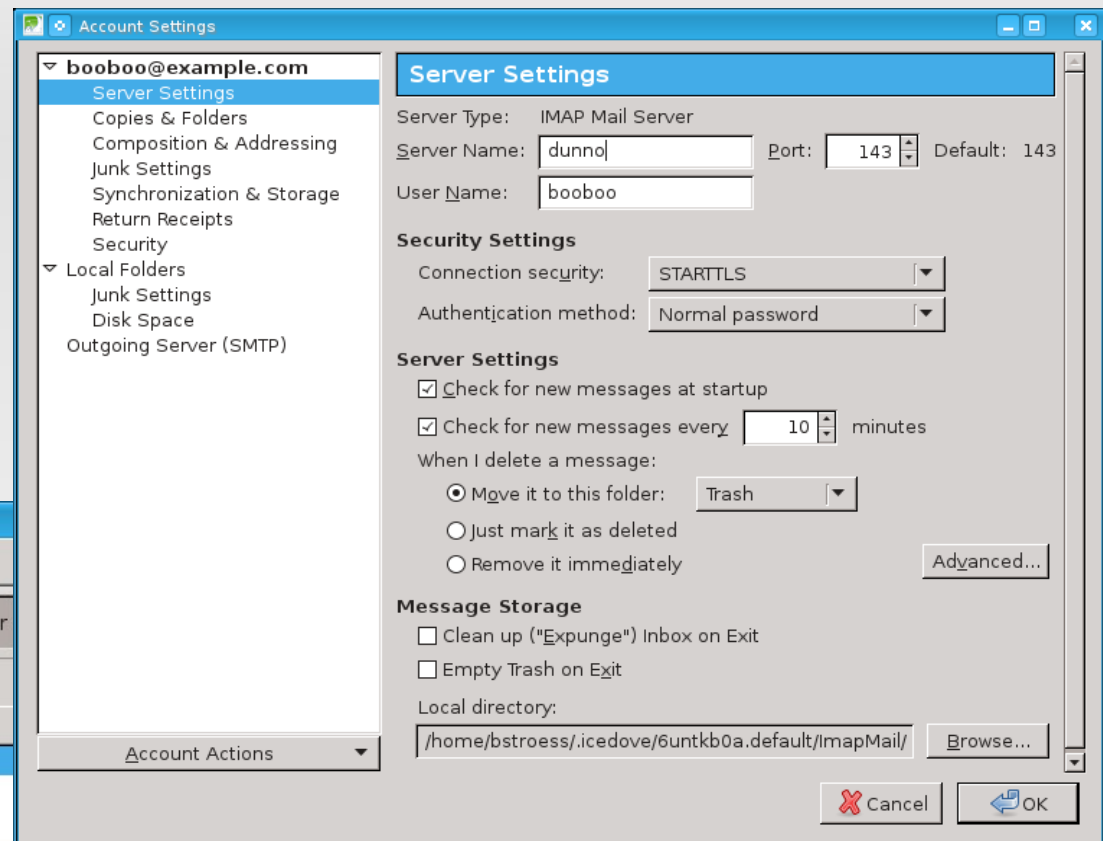 Account Settings
booboo@example.com
Server Settings
Copies & Folders
Composition & Addressing
Junk Settings
Synchronization & Storage
Return Receipts
Security
Local Folders
Junk Settings
Disk Space
Outgoing Server (SMTP)
Account Actions
Server Settings
Server Type: IMAP Mail Server
Server Name: dunno Port: 143 Default: 143
User Name: booboo
Security Settings
Connection security: STARTTLS
Authentication method: Normal password
Server Settings
Check for new messages at startup
Check for new messages every 10 minutes
When I delete a message:
Move it to this folder: Trash
Just mark it as deleted
Remove it immediately
Advanced...
Message Storage
Clean up ("Expunge") Inbox on Exit
Empty Trash on Exit
Local directory:
/home/bstroess/.icedove/6untkb0a.default/ImapMail/ Browse...
Cancel OK
r